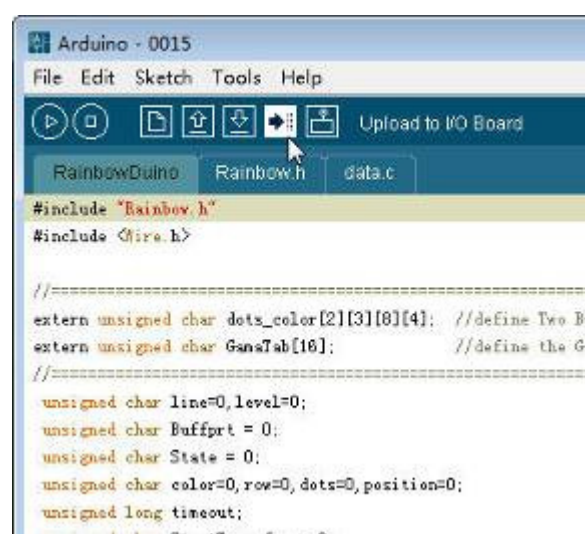 Arduino - 0015
File Edit Sketch Tools Help
Upload to I/O Board
RainbowDuino Rainbow.h data.c
#include "Rainbow.h"
#include <Wire.h>
//=====================================================
extern unsigned char dots_color[2][3][8][4]; //define Two B
extern unsigned char GamaTab[16]; //define the G
//=====================================================
unsigned char line=0,level=0;
unsigned char Buffprt = 0;
unsigned char State = 0;
unsigned char color=0,row=0,dots=0,position=0;
unsigned long timeout;